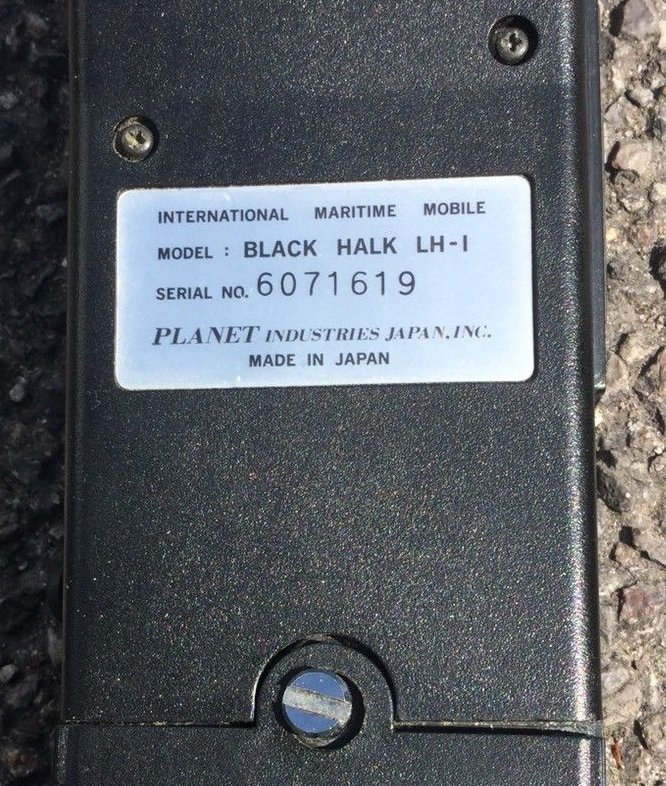 INTERNATIONAL MARITIME MOBILE
MODEL : BLACK HALK LH-I
SERIAL NO. 6071619
PLANET INDUSTRIES JAPAN, INC.
MADE IN JAPAN